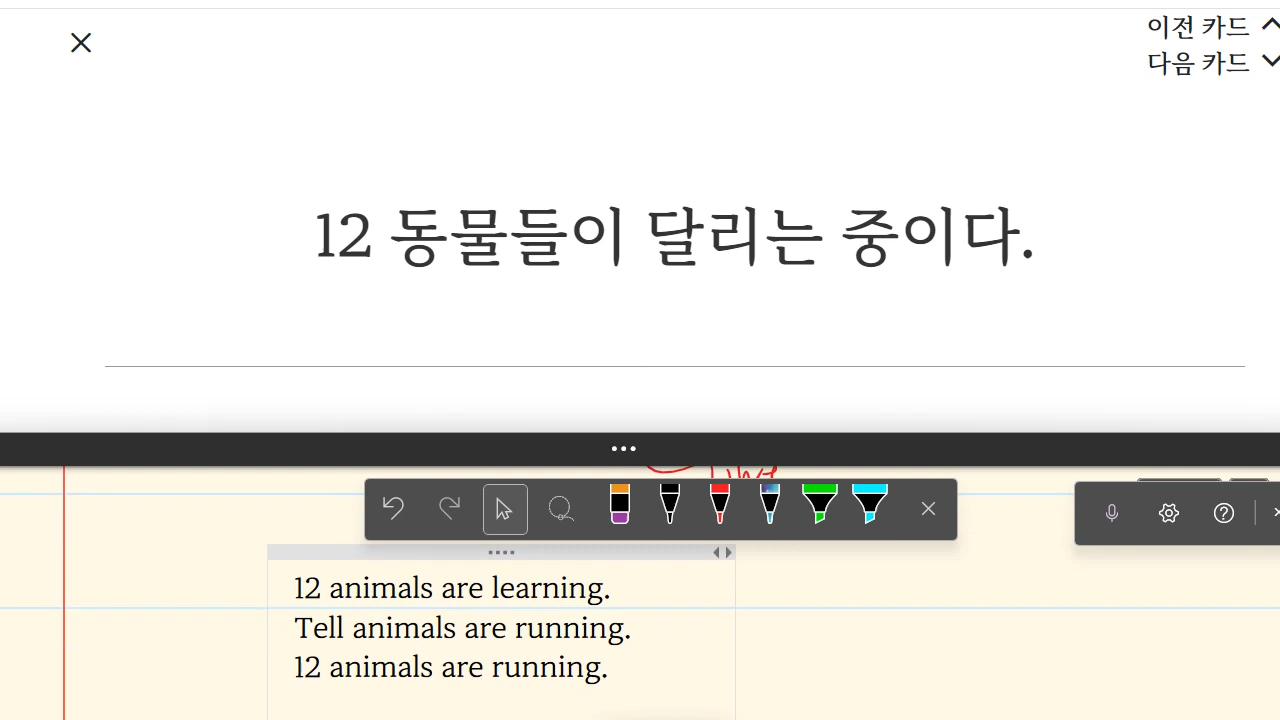 이전 카드
다음 카드
12 동물들이 달리는 중이다.
12 animals are learning.
Tell animals are running.
12 animals are running.